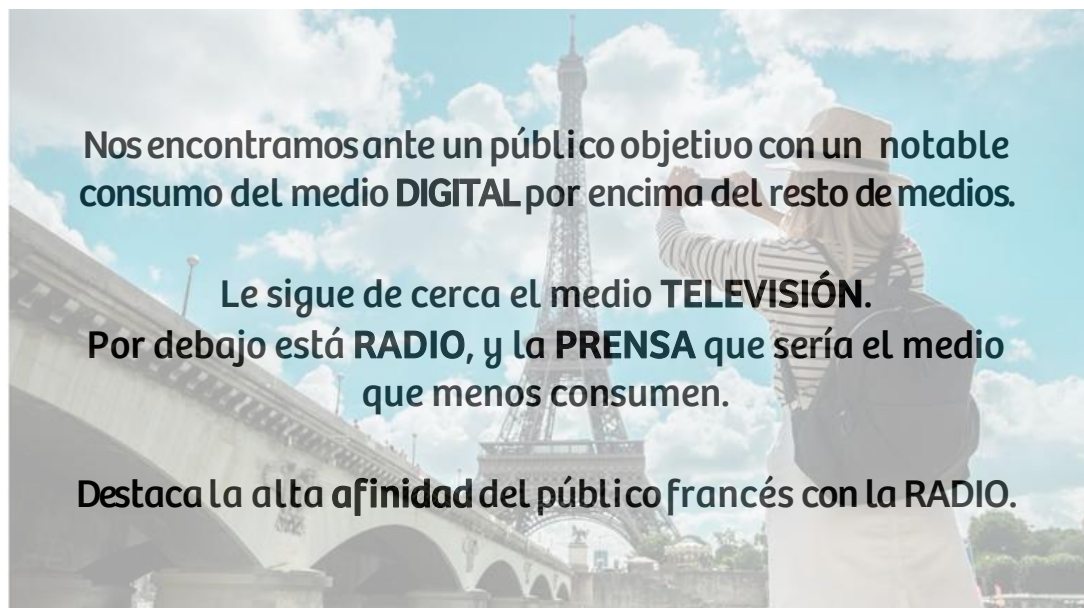 Nos encontramos ante un público objetivo con un notable
consumo del medio DIGITAL por encima del resto de medios.
Le sigue de cerca el medio TELEVISIÓN.
Por debajo está RADIO, y la PRENSA que sería el medio
que menos consumen.
Destaca la alta afinidad del público francés con la RADIO.